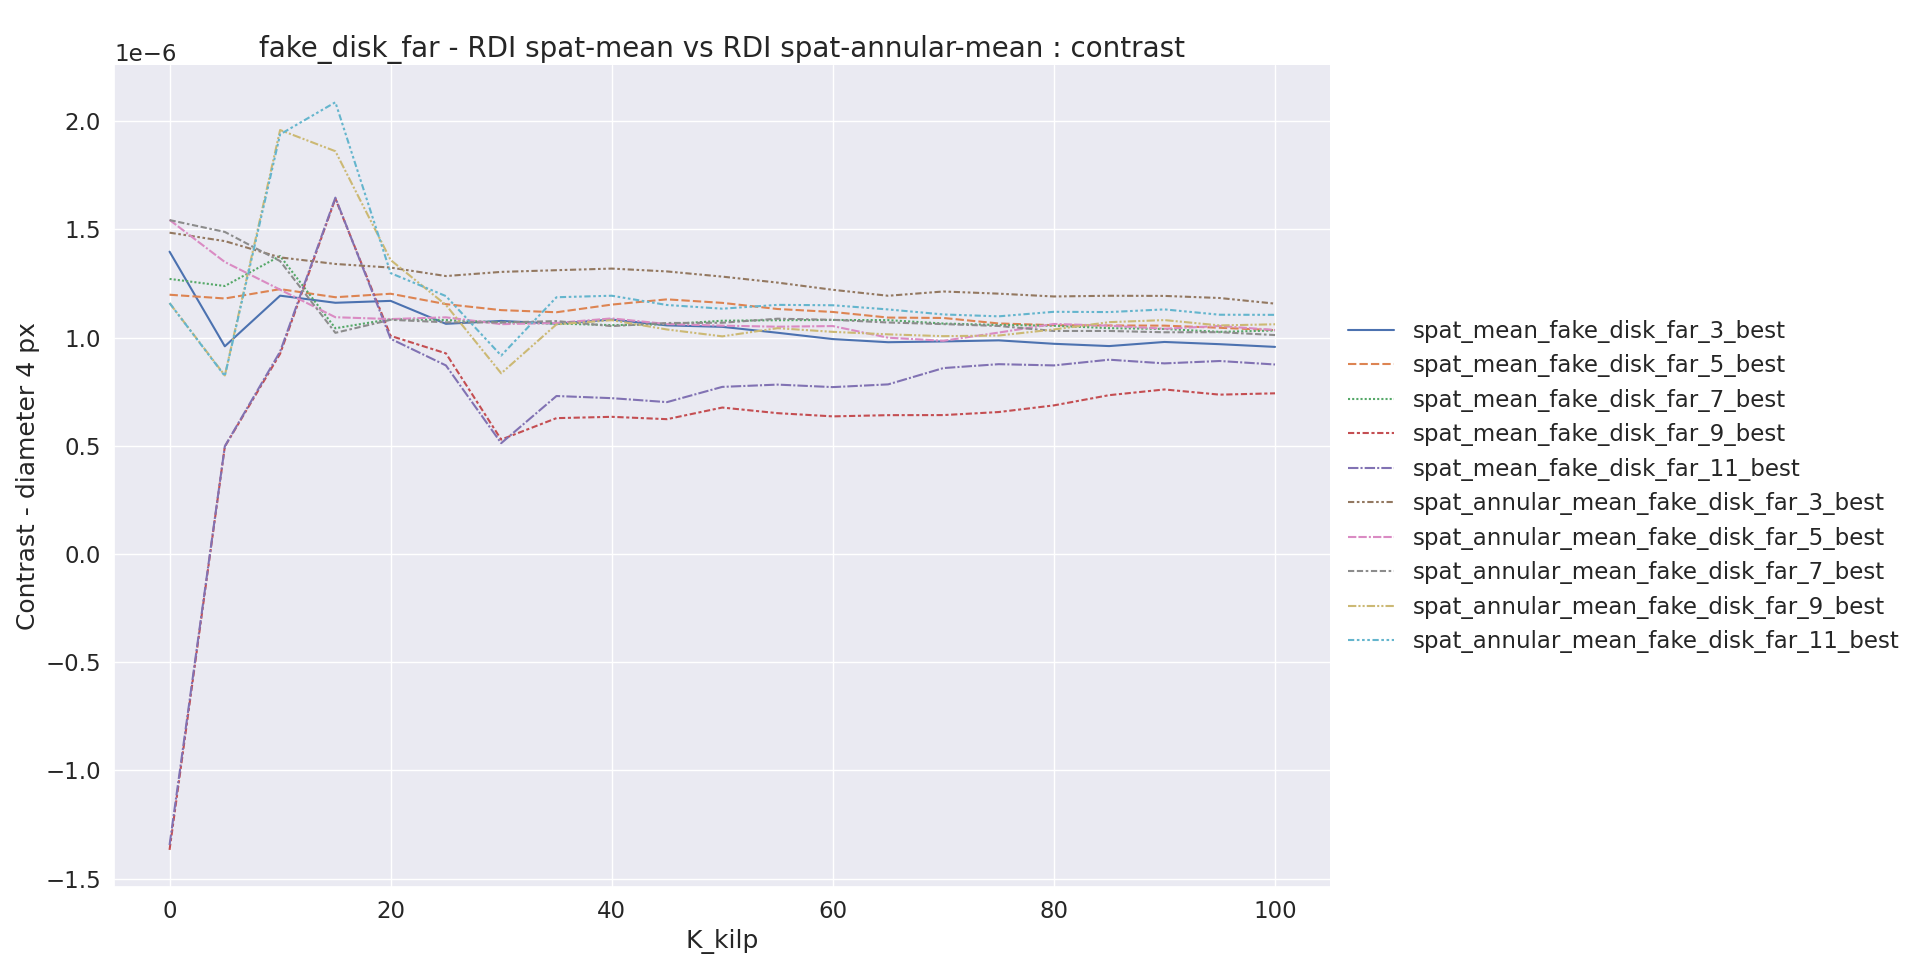 fake_disk_far - RDI spat-mean vs RDI spat-annular-mean : contrast
1e−6
2.0
1.5
1.0
0.5
0.0
−0.5
−1.0
−1.5
Contrast - diameter 4 px
0 20 40 60 80 100
K_kilp
spat_mean_fake_disk_far_3_best
spat_mean_fake_disk_far_5_best
spat_mean_fake_disk_far_7_best
spat_mean_fake_disk_far_9_best
spat_mean_fake_disk_far_11_best
spat_annular_mean_fake_disk_far_3_best
spat_annular_mean_fake_disk_far_5_best
spat_annular_mean_fake_disk_far_7_best
spat_annular_mean_fake_disk_far_9_best
spat_annular_mean_fake_disk_far_11_best